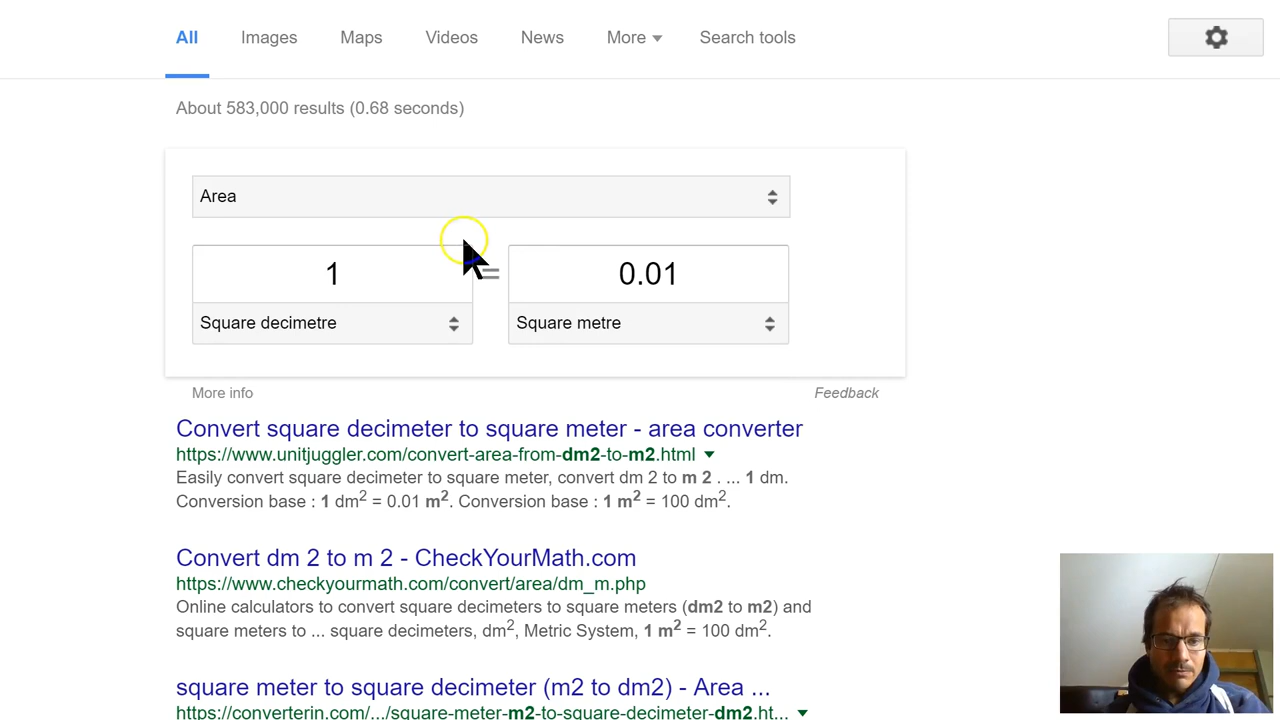 All Images Maps Videos News More Search tools
About 583,000 results (0.68 seconds)
Area
1 = 0.01
Square decimetre Square metre
More info Feedback
Convert square decimeter to square meter - area converter
https://www.unitjuggler.com/convert-area-from-dm2-to-m2.html
Easily convert square decimeter to square meter, convert dm 2 to m 2 . ... 1 dm.
Conversion base : 1 dm² = 0.01 m². Conversion base : 1 m² = 100 dm².
Convert dm 2 to m 2 - CheckYourMath.com
https://www.checkyourmath.com/convert/area/dm_m.php
Online calculators to convert square decimeters to square meters (dm2 to m2) and
square meters to ... square decimeters, dm², Metric System, 1 m² = 100 dm².
square meter to square decimeter (m2 to dm2) - Area ...
https://converterin.com/.../square-meter-m2-to-square-decimeter-dm2.ht...